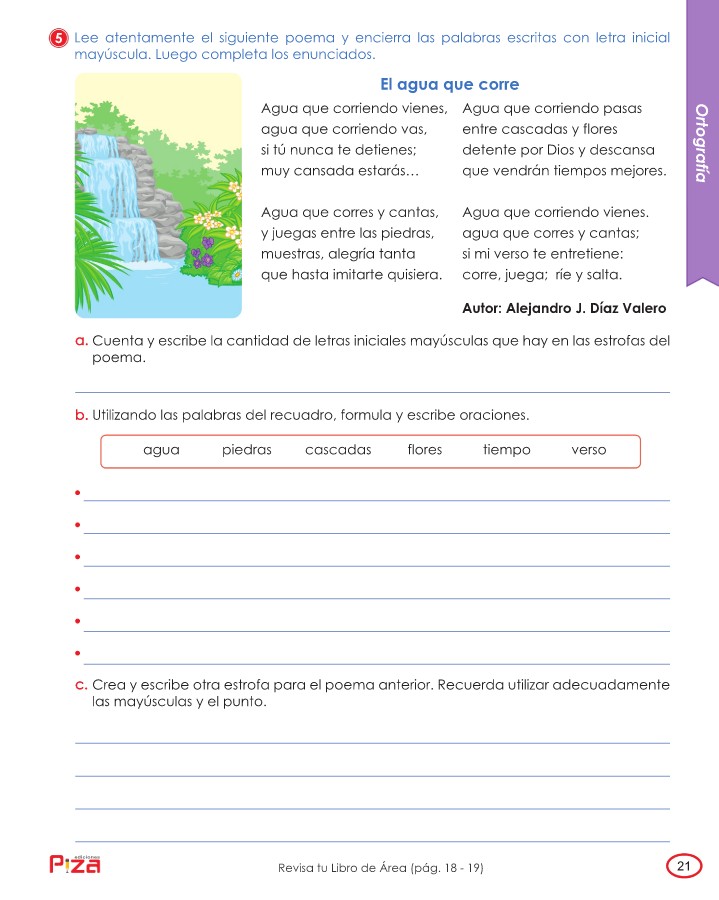 5 Lee atentamente el siguiente poema y encierra las palabras escritas con letra inicial
mayúscula. Luego completa los enunciados.
El agua que corre
Agua que corriendo vienes,
agua que corriendo vas,
si tú nunca te detienes;
muy cansada estarás…
Agua que corres y cantas,
y juegas entre las piedras,
muestras, alegría tanta
que hasta imitarte quisiera.
Agua que corriendo pasas
entre cascadas y flores
detente por Dios y descansa
que vendrán tiempos mejores.
Agua que corriendo vienes.
agua que corres y cantas;
si mi verso te entretiene:
corre, juega; ríe y salta.
Autor: Alejandro J. Díaz Valero
Ortografía
a. Cuenta y escribe la cantidad de letras iniciales mayúsculas que hay en las estrofas del
poema.
b. Utilizando las palabras del recuadro, formula y escribe oraciones.
agua piedras cascadas flores tiempo verso
c. Crea y escribe otra estrofa para el poema anterior. Recuerda utilizar adecuadamente
las mayúsculas y el punto.
ediciones
PIZA
Revisa tu Libro de Área (pág. 18 - 19)
21